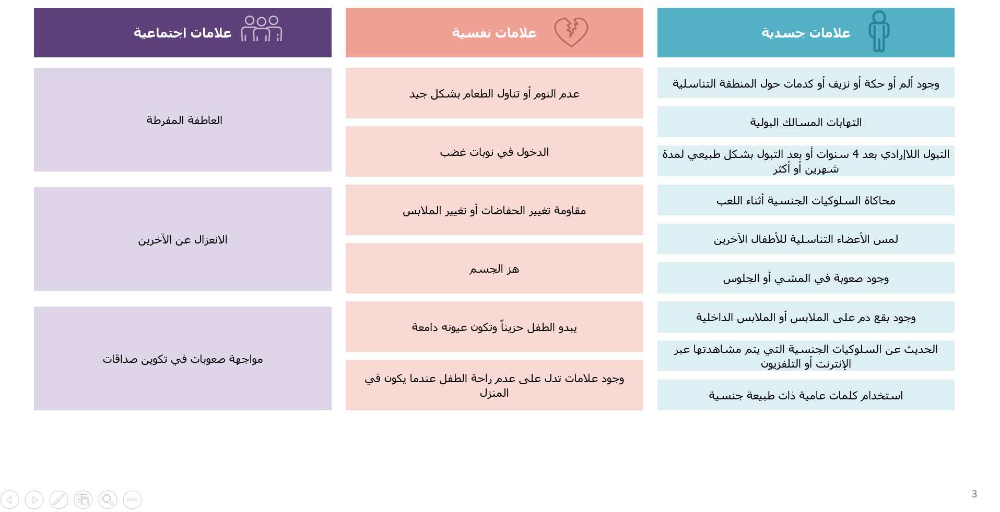 علامات جسدية
وجود ألم أو حكة أو نزيف أو كدمات حول المنطقة التناسلية
التهابات المسالك البولية
التبول اللاإرادي بعد 4 سنوات أو بعد التبول بشكل طبيعي لمدة
شهرين أو أكثر
محاكاة السلوكيات الجنسية أثناء اللعب
لمس الأعضاء التناسلية للأطفال الآخرين
وجود صعوبة في المشي أو الجلوس
وجود بقع دم على الملابس أو الملابس الداخلية
الحديث عن السلوكيات الجنسية التي يتم مشاهدتها عبر
الإنترنت أو التلفزيون
استخدام كلمات عامية ذات طبيعة جنسية
علامات نفسية
عدم النوم أو تناول الطعام بشكل جيد
الدخول في نوبات غضب
مقاومة تغيير الحفاضات أو تغيير الملابس
هز الجسم
يبدو الطفل حزيناً وتكون عيونه دامعة
وجود علامات تدل على عدم راحة الطفل عندما يكون في
المنزل
علامات اجتماعية
العاطفة المفرطة
الانعزال عن الآخرين
مواجهة صعوبات في تكوين صداقات
3